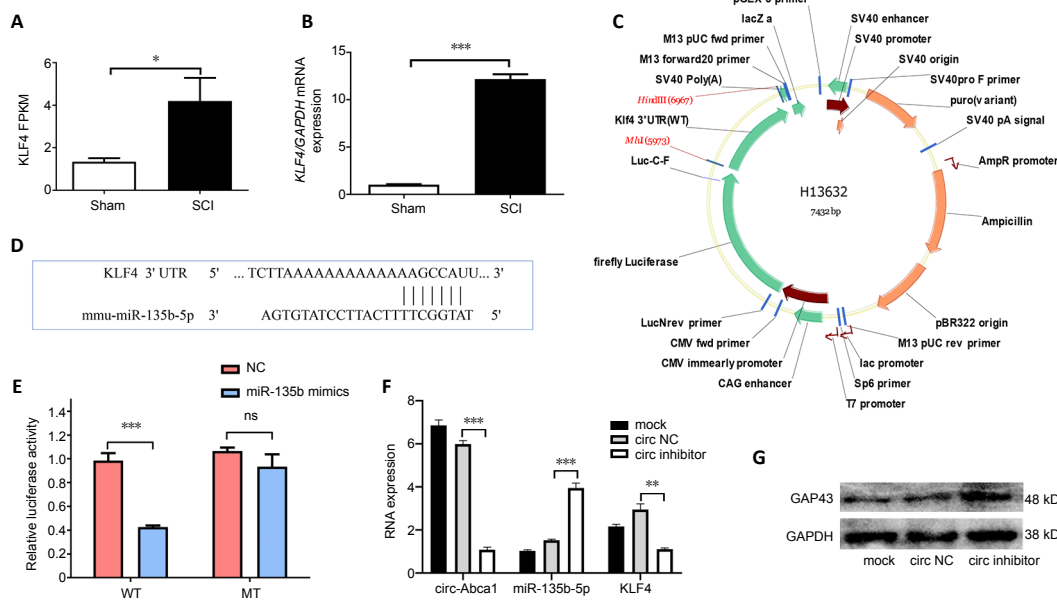 A
KLF4 FPKM
6
4
2
0
*
Sham
SCI
B
KLF4/GAPDH mRNA
expression
15
10
5
0
***
Sham
SCI
C
lacZ a
M13 pUC fwd primer
M13 forward20 primer
SV40 Poly(A)
HindIII (6967)
Klf4 3'UTR(WT)
MluI (5973)
Luc-C-F
firefly Luciferase
LucNrev primer
CMV fwd primer
CMV immearly promoter
CAG enhancer
SV40 enhancer
SV40 promoter
SV40 origin
SV40pro F primer
puro(v ariant)
SV40 pA signal
AmpR promoter
Ampicillin
pBR322 origin
M13 pUC rev primer
lac promoter
Sp6 primer
T7 promoter
H13632
7432 bp
D
KLF4 3' UTR 5' ... TCTTAAAAAAAAAAAAAGCCAUU... 3'
mmu-miR-135b-5p 3' AGTGTATCCTTACTTTTCGGTAT 5'
E
NC
miR-135b mimics
Relative luciferase activity
1.4
1.2
1.0
0.8
0.6
0.4
0.2
0
***
ns
WT
MT
F
mock
circ NC
circ inhibitor
RNA expression
8
6
4
2
0
***
***
**
circ-Abca1
miR-135b-5p
KLF4
G
GAP43
48 kD
GAPDH
38 kD
mock
circ NC
circ inhibitor